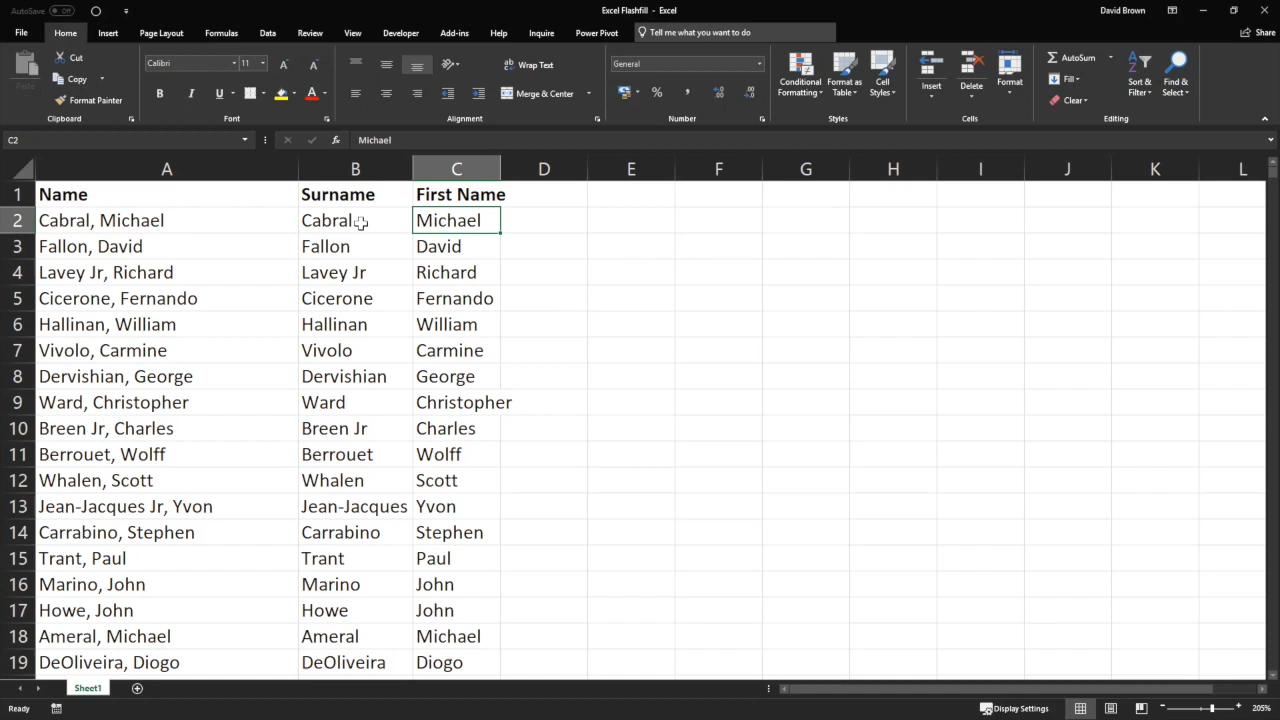 AutoSave Off
Excel Flashfill - Excel
David Brown
File Home Insert Page Layout Formulas Data Review View Developer Add-ins Help Inquire Power Pivot Tell me what you want to do Share
Paste
Cut
Copy
Format Painter
Clipboard
Calibri 11
B I U
Font
Wrap Text
Merge & Center
Alignment
General
Number
Conditional Formatting
Format as Table
Cell Styles
Styles
Insert
Delete
Format
Cells
AutoSum
Fill
Clear
Sort & Filter
Find & Select
Editing
C2 fx Michael
A B C D E F G H I J K L
1 Name Surname First Name
2 Cabral, Michael Cabral Michael
3 Fallon, David Fallon David
4 Lavey Jr, Richard Lavey Jr Richard
5 Cicerone, Fernando Cicerone Fernando
6 Hallinan, William Hallinan William
7 Vivolo, Carmine Vivolo Carmine
8 Dervishian, George Dervishian George
9 Ward, Christopher Ward Christopher
10 Breen Jr, Charles Breen Jr Charles
11 Berrouet, Wolff Berrouet Wolff
12 Whalen, Scott Whalen Scott
13 Jean-Jacques Jr, Yvon Jean-Jacques Yvon
14 Carrabino, Stephen Carrabino Stephen
15 Trant, Paul Trant Paul
16 Marino, John Marino John
17 Howe, John Howe John
18 Ameral, Michael Ameral Michael
19 DeOliveira, Diogo DeOliveira Diogo
Sheet1
Ready
Display Settings
205%